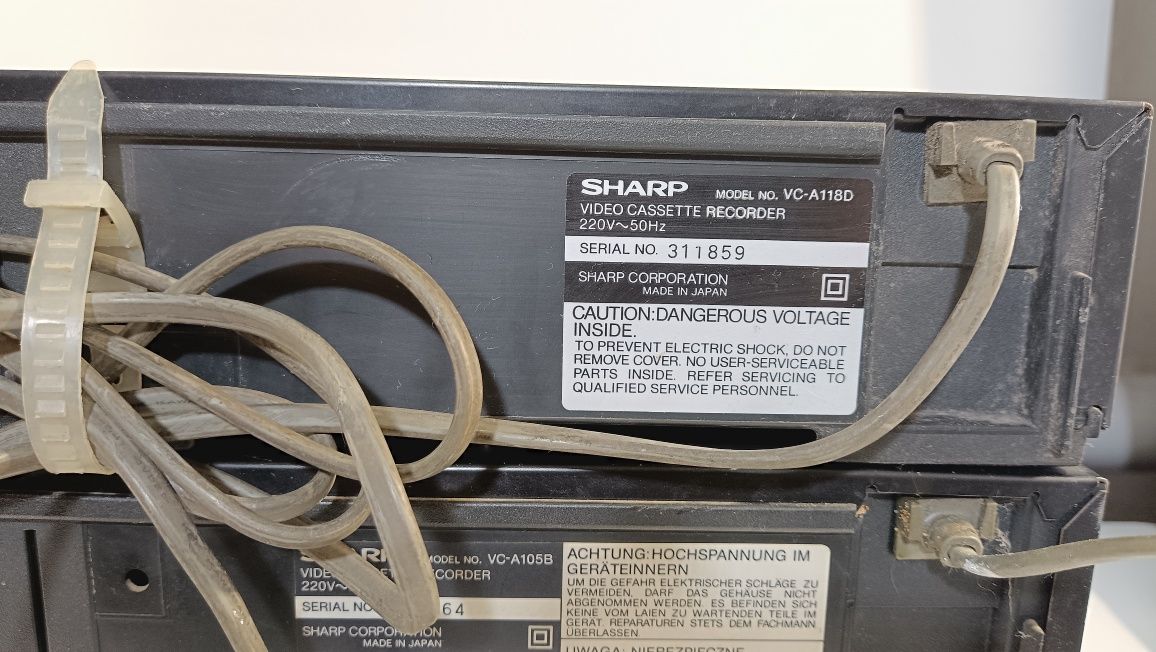 SHARP MODEL NO. VC-A118D
VIDEO CASSETTE RECORDER
220V~50Hz
SERIAL NO. 311859
SHARP CORPORATION
MADE IN JAPAN
CAUTION:DANGEROUS VOLTAGE
INSIDE.
TO PREVENT ELECTRIC SHOCK, DO NOT
REMOVE COVER. NO USER-SERVICEABLE
PARTS INSIDE. REFER SERVICING TO
QUALIFIED SERVICE PERSONNEL.
MODEL NO. VC-A105B
RECORDER
220V~
SERIAL NO. 64
SHARP CORPORATION
MADE IN JAPAN
ACHTUNG:HOCHSPANNUNG IM
GERÄTEINNERN
UM DIE GEFAHR ELEKTRISCHER SCHLÄGE ZU
VERMEIDEN, DARF DAS GEHÄUSE NICHT
ABGENOMMEN WERDEN. ES BEFINDEN SICH
KEINE VOM LAIEN ZU WARTENDEN TEILE IM
GERÄT. REPARATUREN STETS DEM FACHMANN
ÜBERLASSEN.
UWAGA: NIEBEZPIECZNE